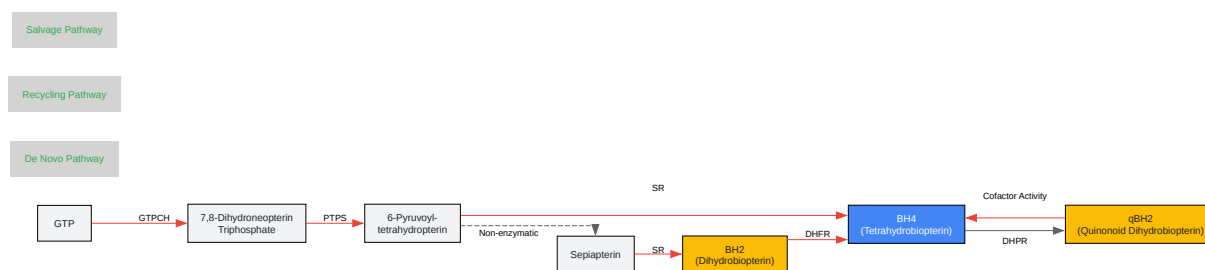 Salvage Pathway
Recycling Pathway
De Novo Pathway
SR
Cofactor Activity
GTP
GTPCH
7,8-Dihydroneopterin
Triphosphate
PTPS
6-Pyruvoyl-
tetrahydropterin
Non-enzymatic
Sepiapterin
SR
BH2
(Dihydrobiopterin)
DHFR
BH4
(Tetrahydrobiopterin)
DHPR
qBH2
(Quinonoid Dihydrobiopterin)